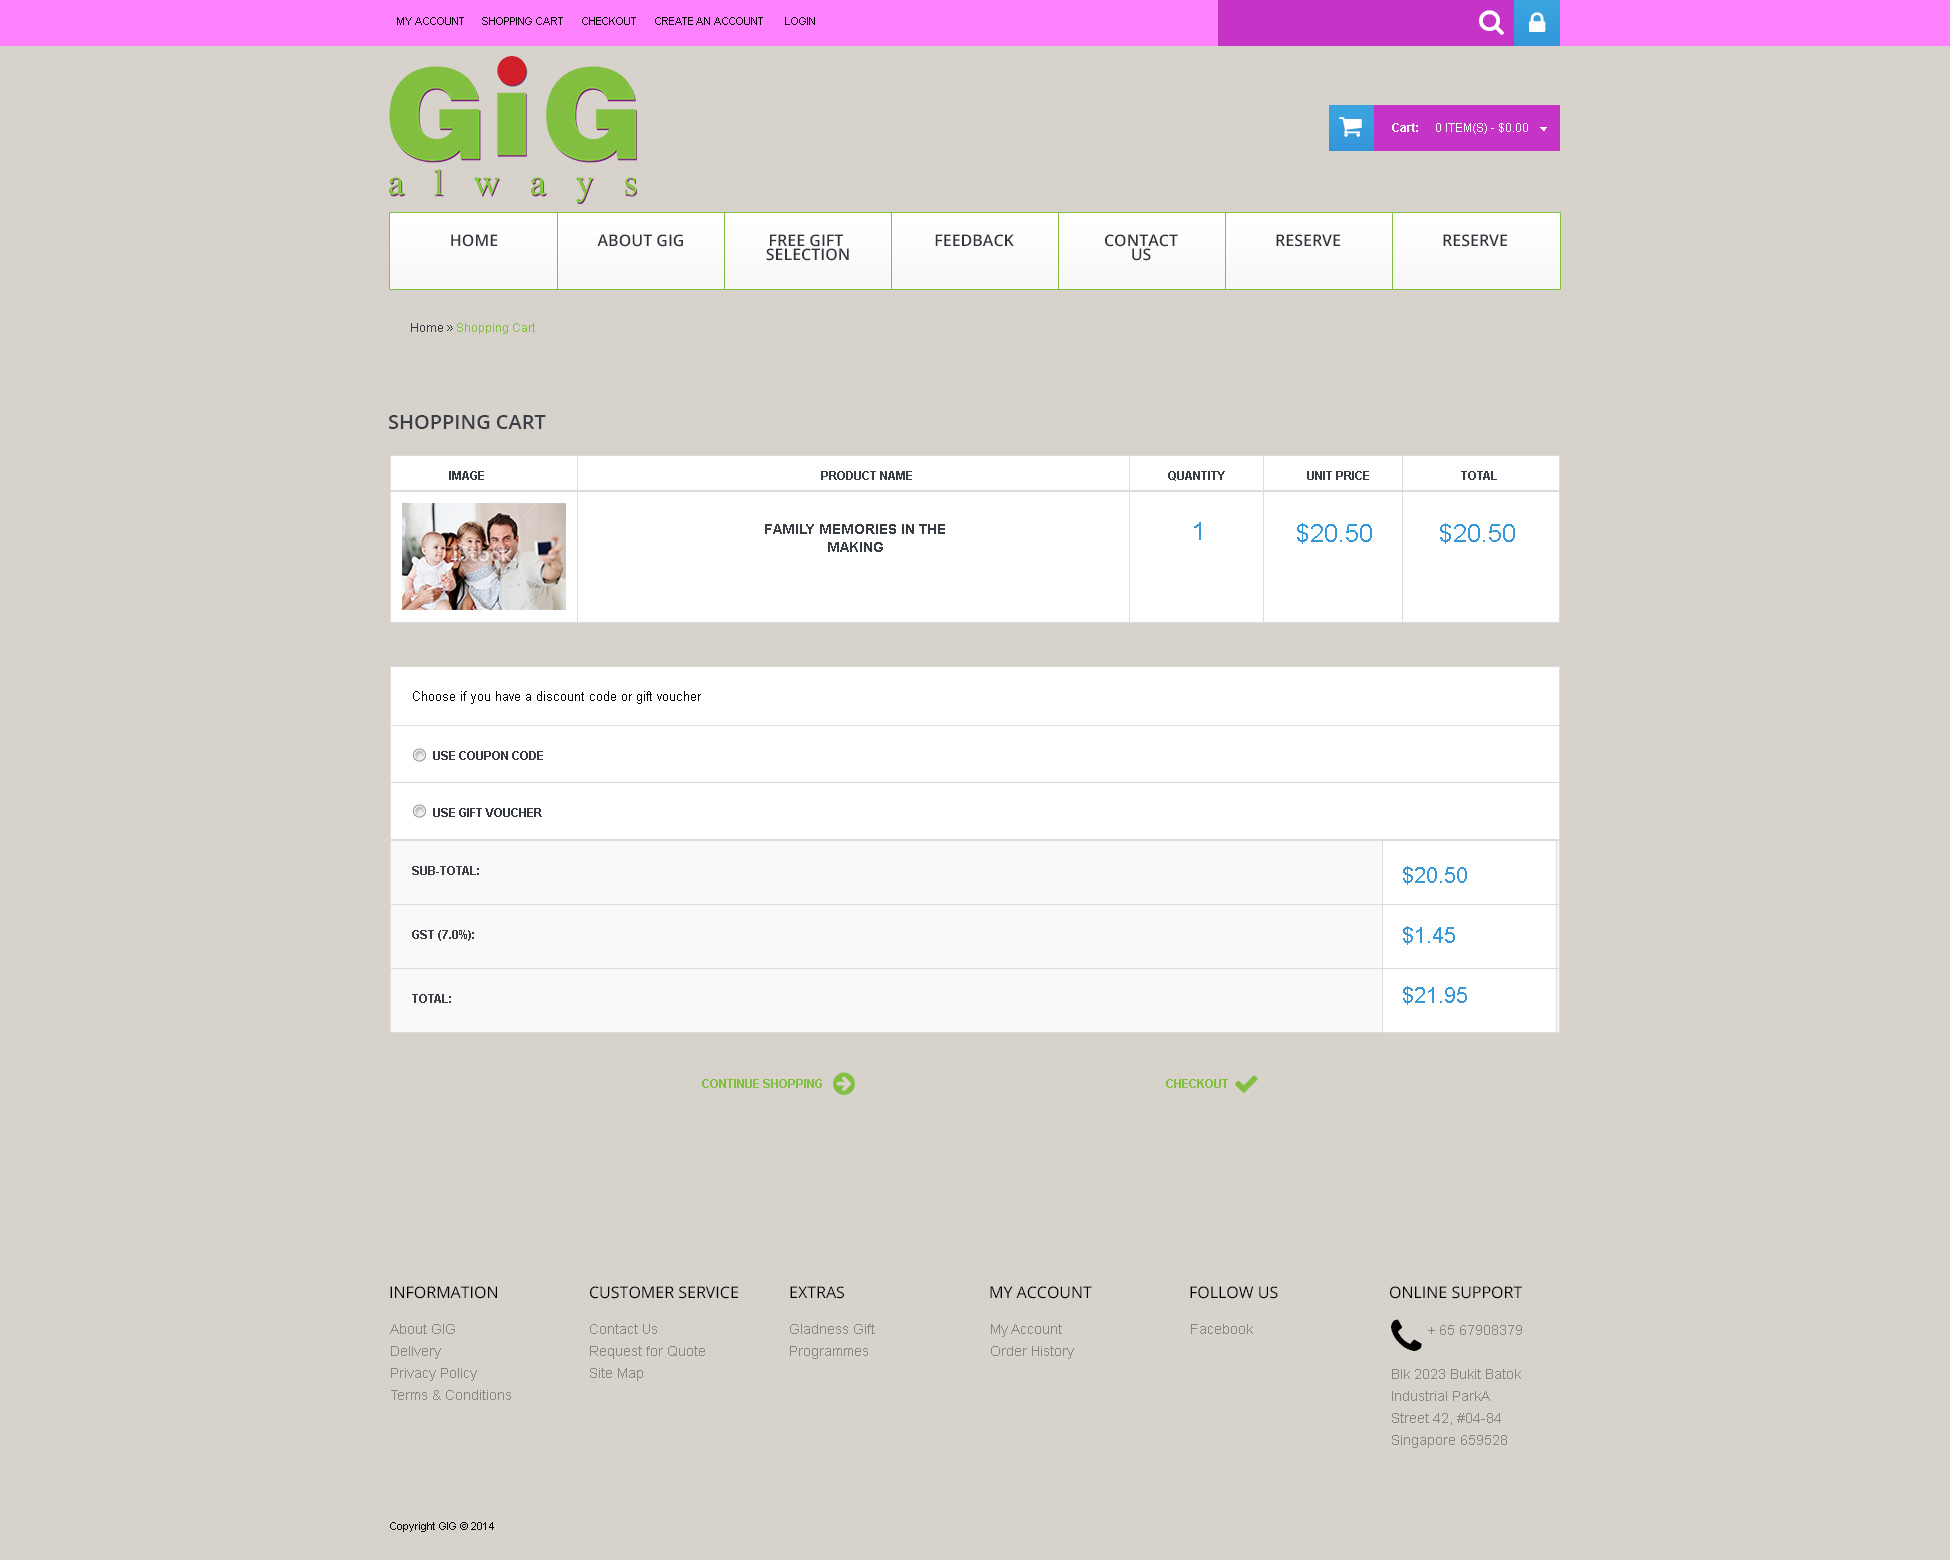 MY ACCOUNT SHOPPING CART CHECKOUT CREATE AN ACCOUNT LOGIN
GiG
always
Cart: 0 ITEM(S) - $0.00
HOME ABOUT GIG FREE GIFT FEEDBACK CONTACT RESERVE RESERVE
SELECTION US
Home » Shopping Cart
SHOPPING CART
IMAGE PRODUCT NAME QUANTITY UNIT PRICE TOTAL
FAMILY MEMORIES IN THE 1 $20.50 $20.50
MAKING
Choose if you have a discount code or gift voucher
USE COUPON CODE
USE GIFT VOUCHER
SUB-TOTAL: $20.50
GST (7.0%): $1.45
TOTAL: $21.95
CONTINUE SHOPPING CHECKOUT
INFORMATION CUSTOMER SERVICE EXTRAS MY ACCOUNT FOLLOW US ONLINE SUPPORT
About GIG Contact Us Gladness Gift My Account Facebook + 65 67908379
Delivery Request for Quote Programmes Order History
Privacy Policy Site Map Blk 2023 Bukit Batok
Terms & Conditions Industrial ParkA
Street 42, #04-84
Singapore 659528
Copyright GIG © 2014